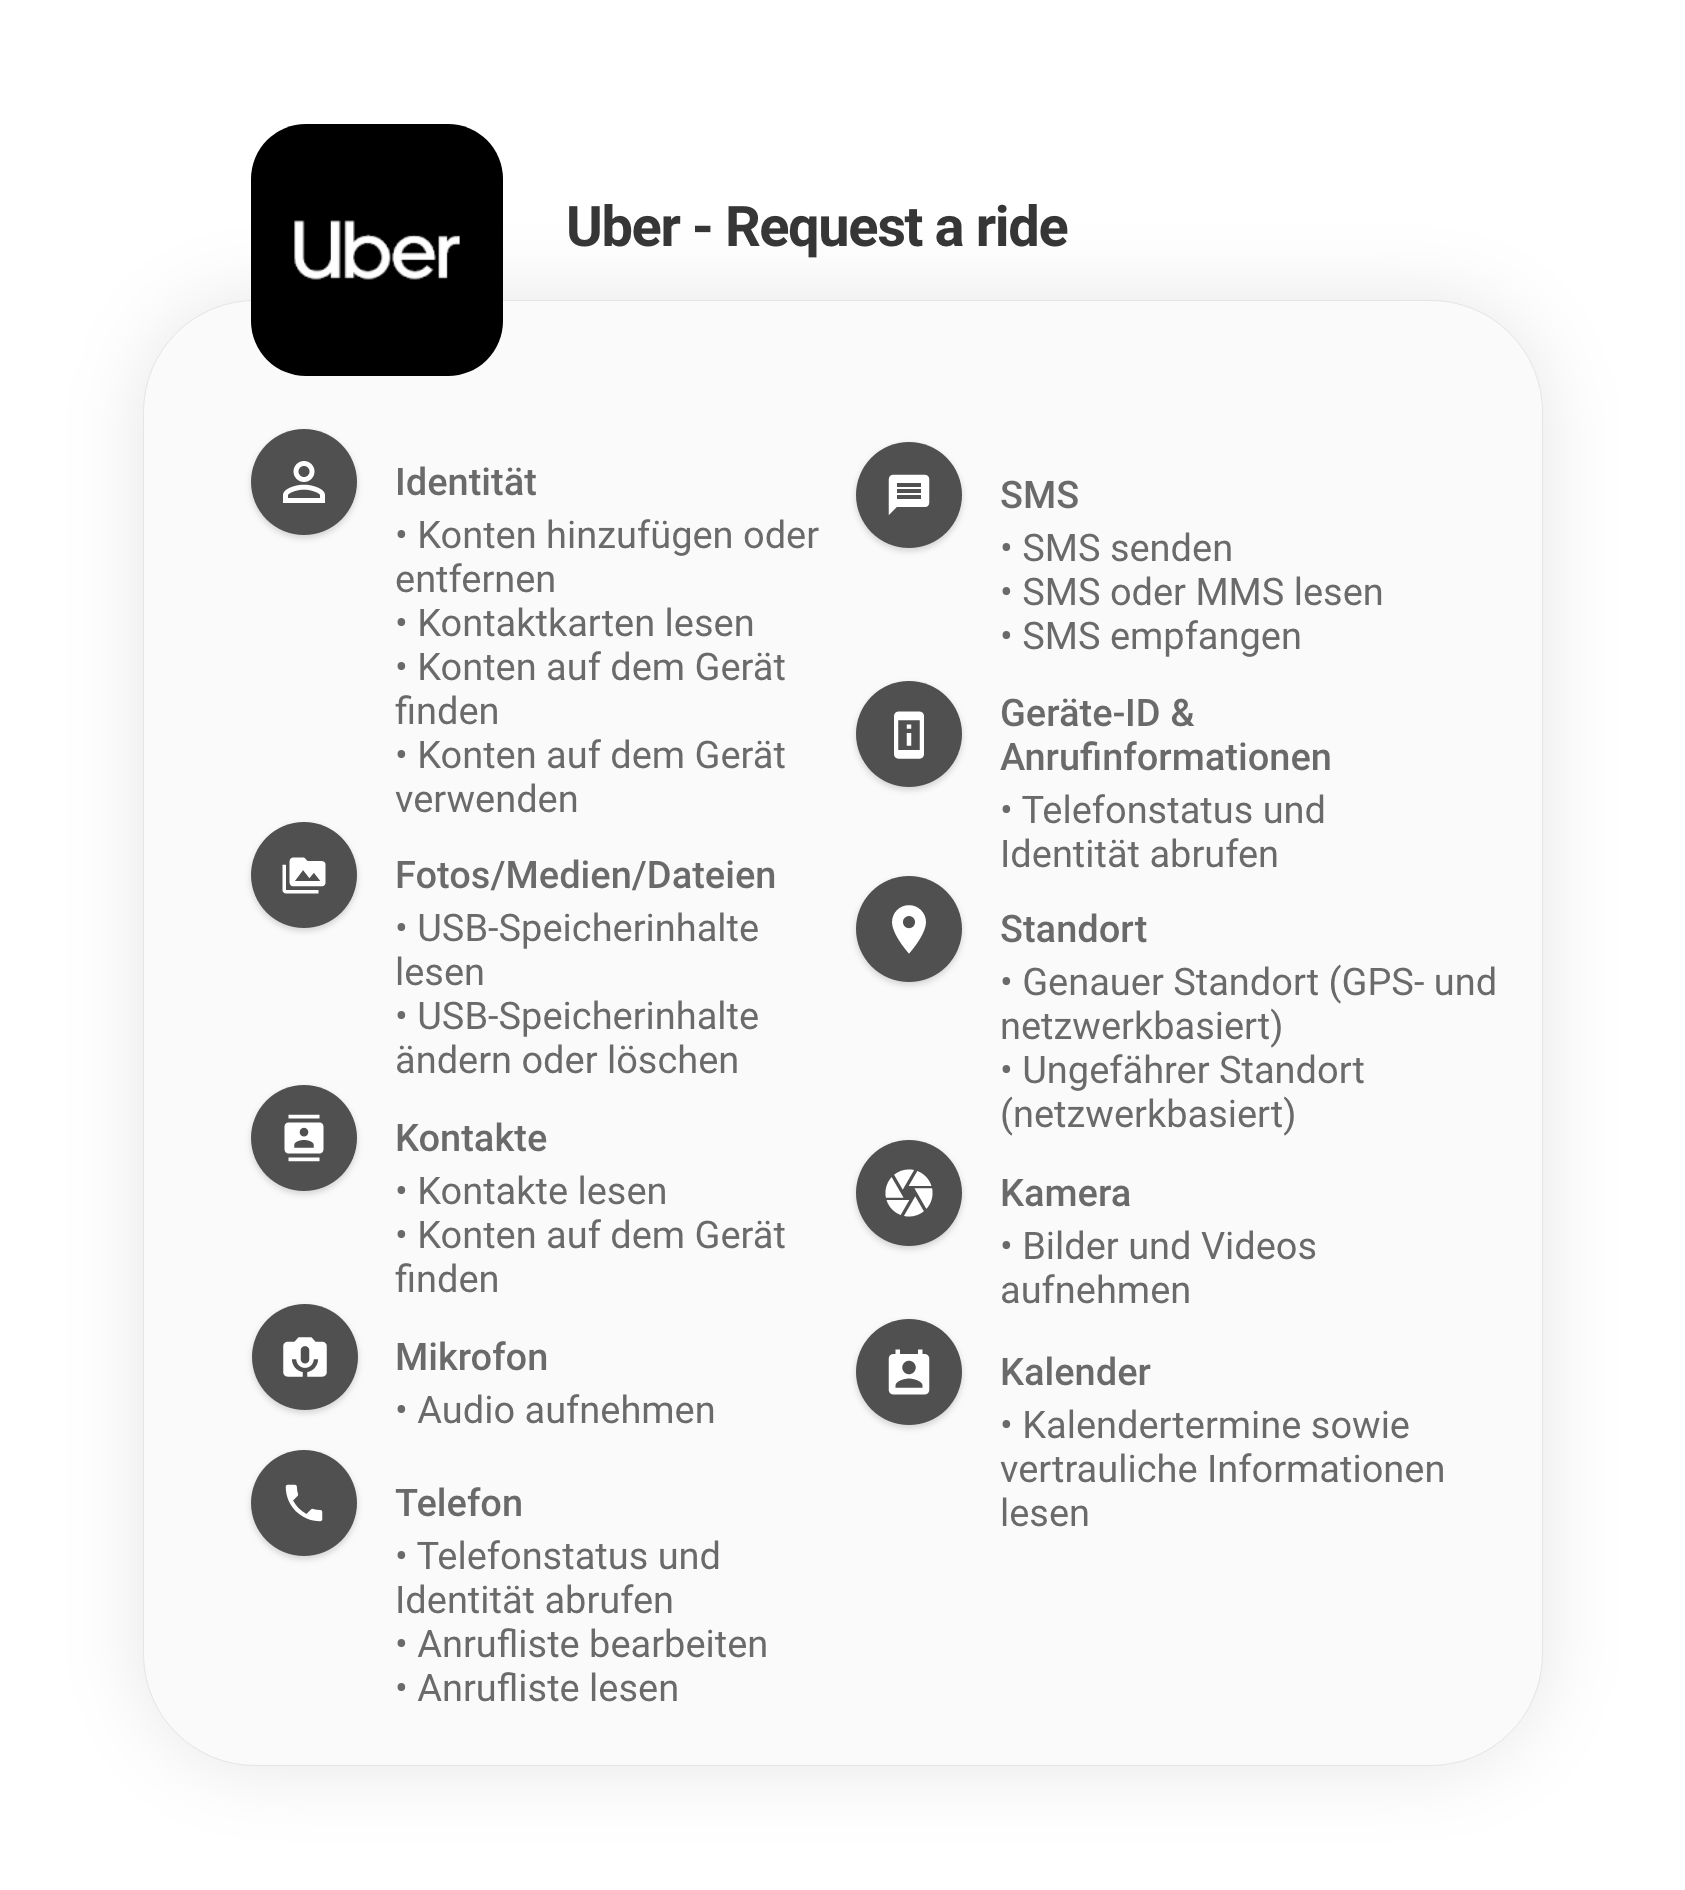 Uber
Uber - Request a ride
Identität
• Konten hinzufügen oder
entfernen
• Kontaktkarten lesen
• Konten auf dem Gerät
finden
• Konten auf dem Gerät
verwenden
Fotos/Medien/Dateien
• USB-Speicherinhalte
lesen
• USB-Speicherinhalte
ändern oder löschen
Kontakte
• Kontakte lesen
• Konten auf dem Gerät
finden
Mikrofon
• Audio aufnehmen
Telefon
• Telefonstatus und
Identität abrufen
• Anrufliste bearbeiten
• Anrufliste lesen
SMS
• SMS senden
• SMS oder MMS lesen
• SMS empfangen
Geräte-ID &
Anrufinformationen
• Telefonstatus und
Identität abrufen
Standort
• Genauer Standort (GPS- und
netzwerkbasiert)
• Ungefährer Standort
(netzwerkbasiert)
Kamera
• Bilder und Videos
aufnehmen
Kalender
• Kalendertermine sowie
vertrauliche Informationen
lesen